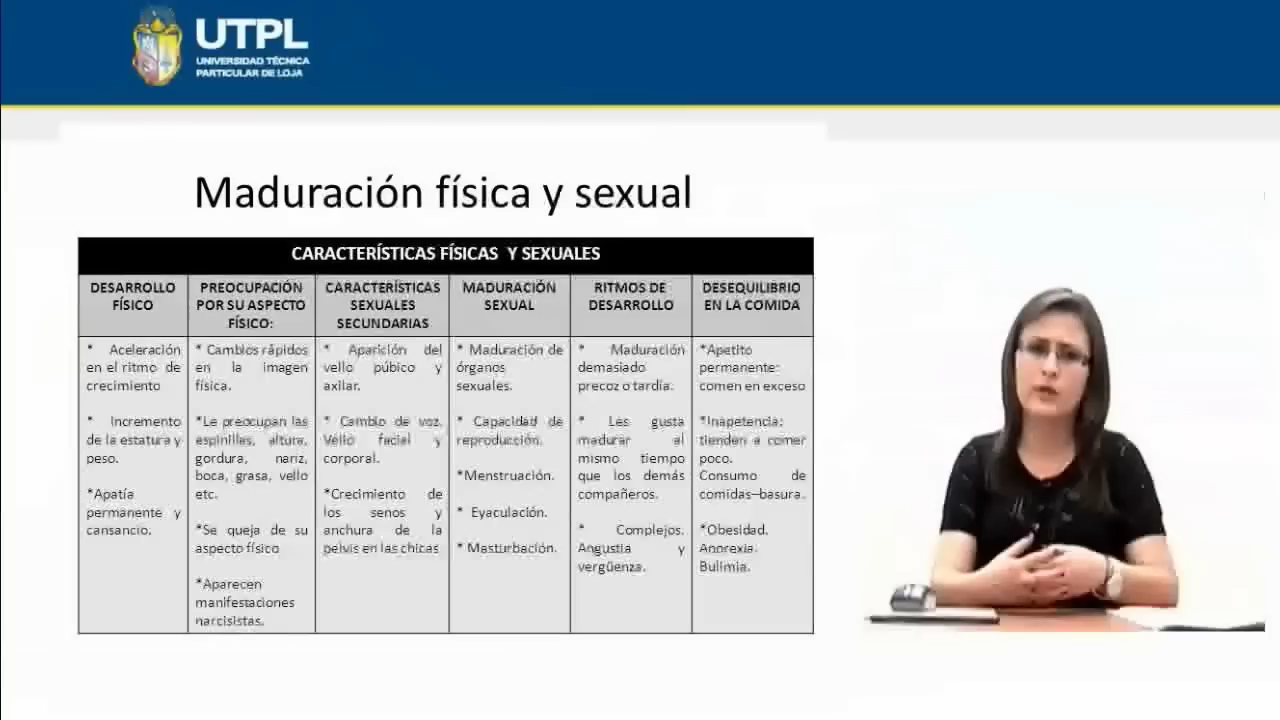 UTPL
UNIVERSIDAD TÉCNICA
PARTICULAR DE LOJA
Maduración física y sexual
CARACTERÍSTICAS FÍSICAS Y SEXUALES
DESARROLLO
FÍSICO
PREOCUPACIÓN
POR SU ASPECTO
FÍSICO:
CARACTERÍSTICAS
SEXUALES
SECUNDARIAS
MADURACIÓN
SEXUAL
RITMOS DE
DESARROLLO
DESEQUILIBRIO
EN LA COMIDA
* Aceleración
en el ritmo de
crecimiento
* Incremento
de la estatura y
peso.
*Apatía
permanente y
cansancio.
* Cambios rápidos
en la imagen
física.
*Le preocupan las
espinillas, altura,
gordura, nariz,
boca, grasa, vello
etc.
*Se queja de su
aspecto físico
*Aparecen
manifestaciones
narcisistas.
* Aparición del
vello púbico y
axilar.
* Cambio de voz.
Vello facial y
corporal.
*Crecimiento de
los senos y
anchura de la
pelvis en las chicas
* Maduración de
órganos
sexuales.
* Capacidad de
reproducción.
*Menstruación.
* Eyaculación.
* Masturbación.
* Maduración
demasiado
precoz o tardía.
* Les gusta
madurar al
mismo tiempo
que los demás
compañeros.
* Complejos.
Angustia y
vergüenza.
*Apetito
permanente:
comen en exceso
*Inapetencia:
tienden a comer
poco.
Consumo de
comidas–basura.
*Obesidad.
Anorexia.
Bulimia.